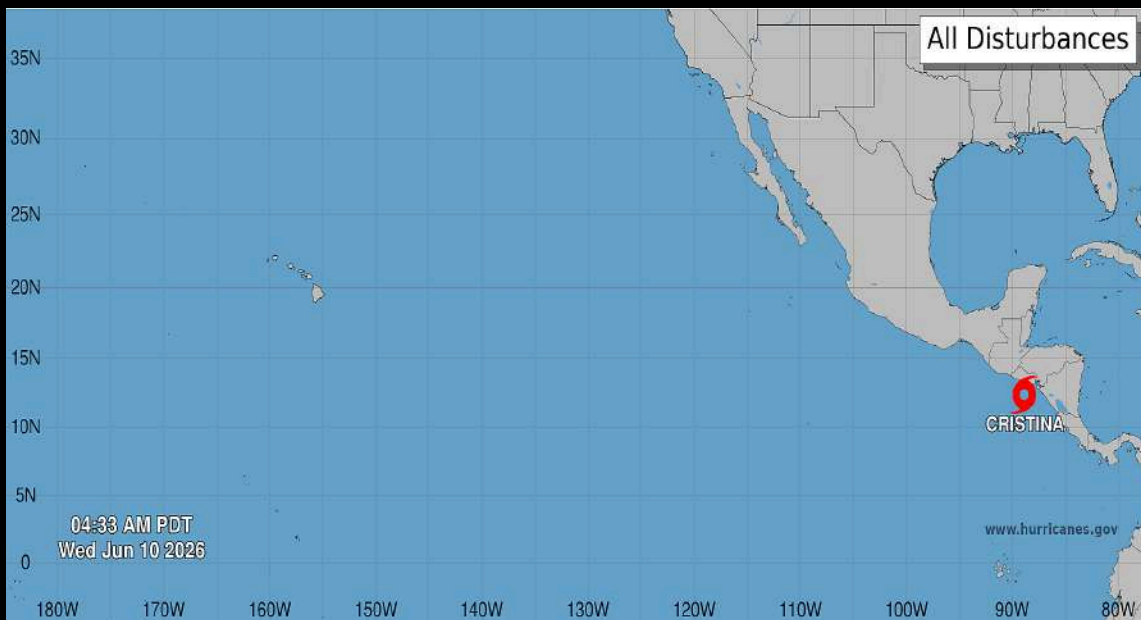 All Disturbances
35N
30N
25N
20N
15N
10N
CRISTINA
5N
04:33 AM PDT
Wed Jun 10 2026
www.hurricanes.gov
0
180W 170W 160W 150W 140W 130W 120W 110W 100W 90W 80W